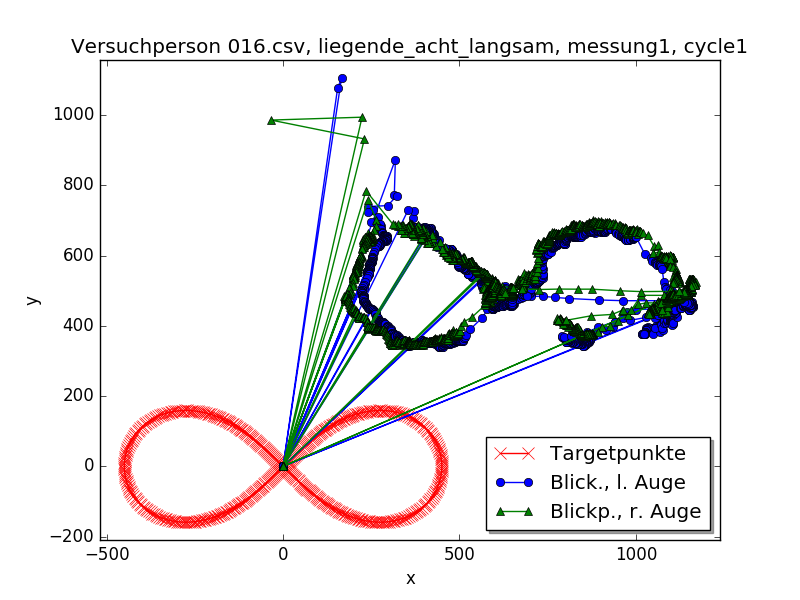 Versuchperson 016.csv, liegende_acht_langsam, messung1, cycle1
1000
800
600
400
200
0
−200
y
−500
0
500
1000
x
Targetpunkte
Blick., l. Auge
Blickp., r. Auge